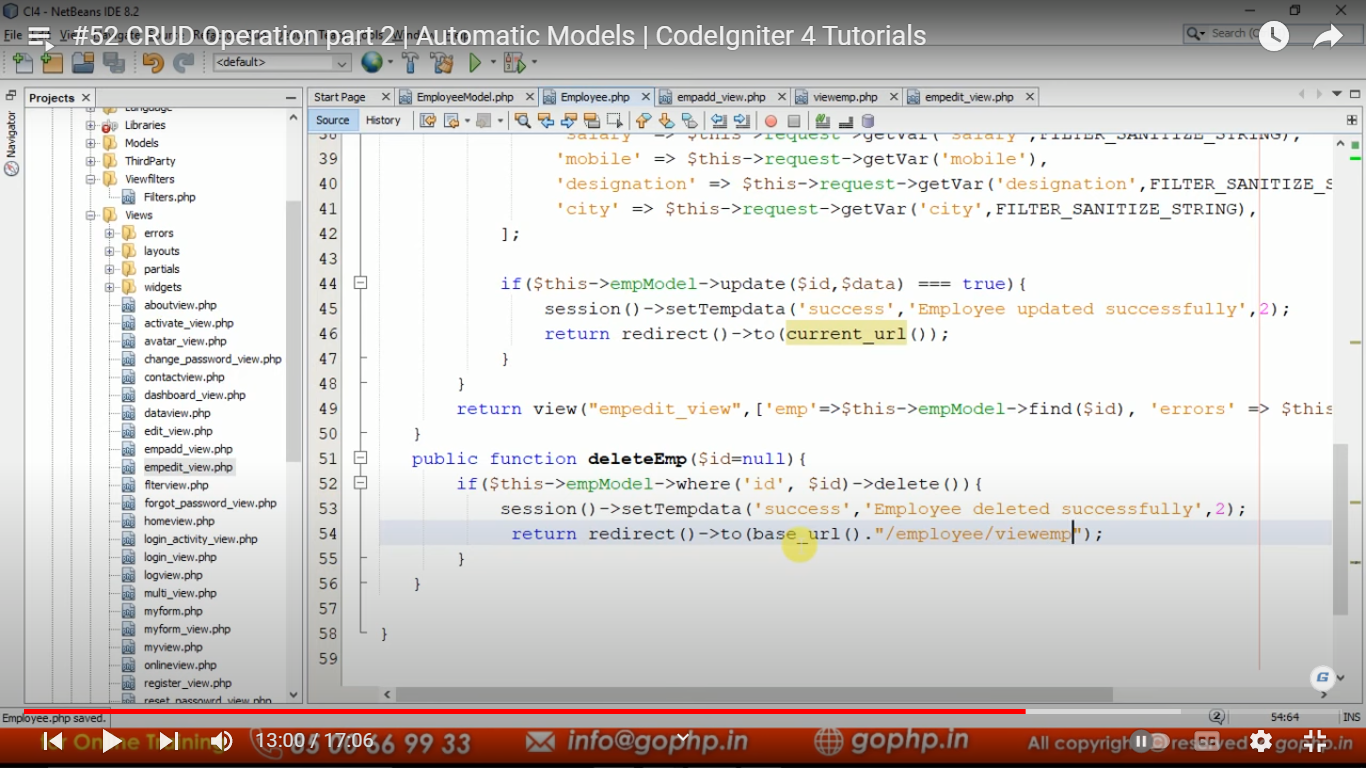 CI4 - NetBeans IDE 8.2
#52 CRUD Operation part 2 | Automatic Models | CodeIgniter 4 Tutorials
File
Search (C
<default>
Projects
Start Page
EmployeeModel.php
Employee.php
empadd_view.php
viewemp.php
empedit_view.php
Navigator
Source
History
Language
Libraries
Models
ThirdParty
Viewfilters
Filters.php
Views
errors
layouts
partials
widgets
aboutview.php
activate_view.php
avatar_view.php
change_password_view.php
contactview.php
dashboard_view.php
dataview.php
edit_view.php
empadd_view.php
empedit_view.php
flterview.php
forgot_password_view.php
homeview.php
login_activity_view.php
login_view.php
logview.php
multi_view.php
myform.php
myform_view.php
myview.php
onlineview.php
register_view.php
reset_passowrd_view.php
38 'salary' => $this->request->getVar('salary',FILTER_SANITIZE_STRING),
39 'mobile' => $this->request->getVar('mobile'),
40 'designation' => $this->request->getVar('designation',FILTER_SANITIZE_S
41 'city' => $this->request->getVar('city',FILTER_SANITIZE_STRING),
42 ];
43
44 if($this->empModel->update($id,$data) === true){
45 session()->setTempdata('success','Employee updated successfully',2);
46 return redirect()->to(current_url());
47 }
48 }
49 return view("empedit_view",['emp'=>$this->empModel->find($id), 'errors' => $this
50 }
51 public function deleteEmp($id=null){
52 if($this->empModel->where('id', $id)->delete()){
53 session()->setTempdata('success','Employee deleted successfully',2);
54 return redirect()->to(base_url()."/employee/viewemp");
55 }
56 }
57
58 }
59
Employee.php saved.
2
54:64
INS
for Online Training
66 99 33
info@gophp.in
gophp.in
All copyright
reserved
gophp.in
13:00 / 17:06
CC
G